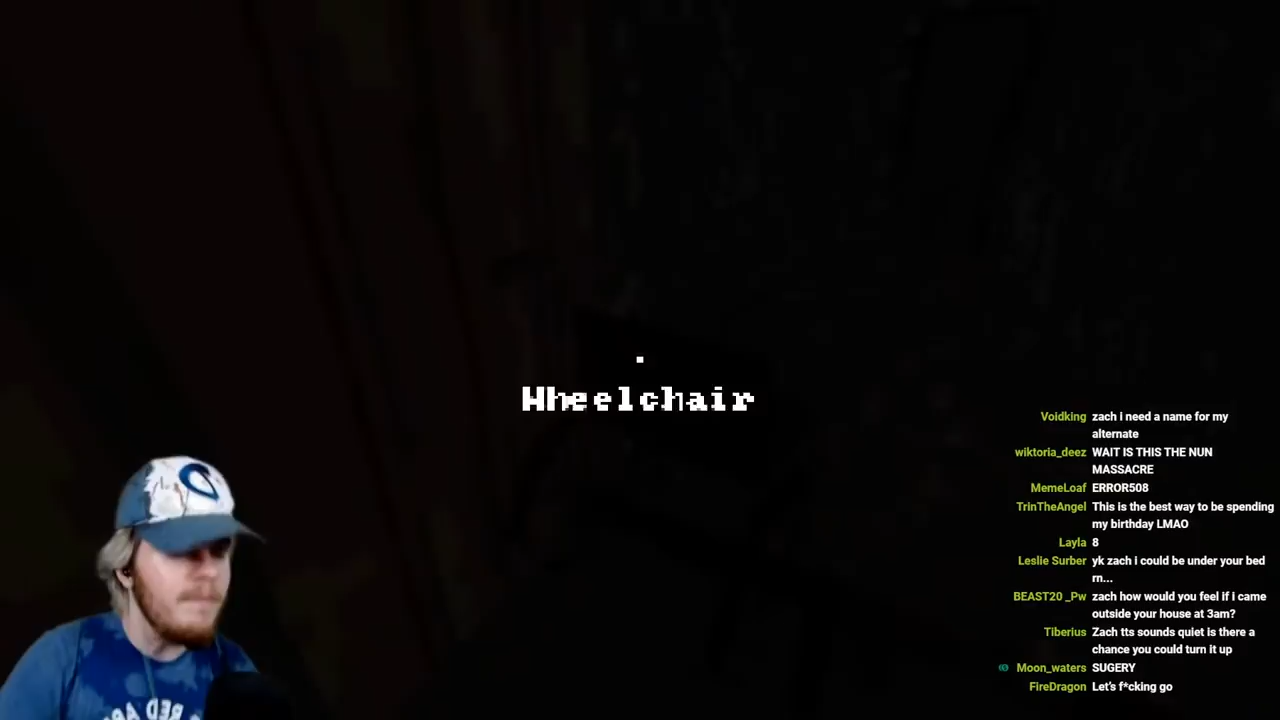 Wheelchair
Voidking zach i need a name for my
alternate
wiktoria_deez WAIT IS THIS THE NUN
MASSACRE
MemeLoaf ERROR508
TrinTheAngel This is the best way to be spending
my birthday LMAO
Layla 8
Leslie Surber yk zach i could be under your bed
rn...
BEAST20 _Pw zach how would you feel if i came
outside your house at 3am?
Tiberius Zach tts sounds quiet is there a
chance you could turn it up
Moon_waters SUGERY
FireDragon Let's f*cking go